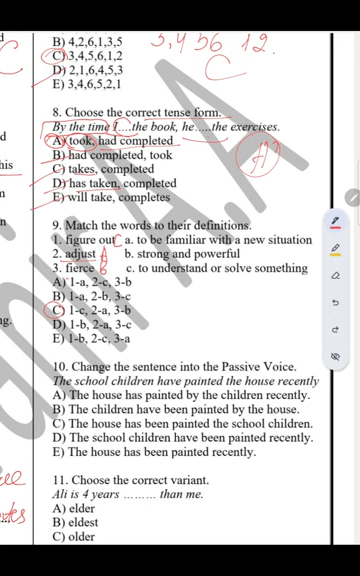 B) 4,2,6,1,3,5
3,4 5 6 1 2.
C) 3,4,5,6,1,2
C
D) 2,1,6,4,5,3
E) 3,4,6,5,2,1
8. Choose the correct tense form.
By the time I....the book, he.....the exercises.
A) took, had completed
A)
B) had completed, took
C) takes, completed
D) has taken, completed
E) will take, completes
9. Match the words to their definitions.
1. figure out C a. to be familiar with a new situation
2. adjust A b. strong and powerful
3. fierce B c. to understand or solve something
A) 1-a, 2-c, 3-b
B) 1-a, 2-b, 3-c
C) 1-c, 2-a, 3-b
D) 1-b, 2-a, 3-c
E) 1-b, 2-c, 3-a
10. Change the sentence into the Passive Voice.
The school children have painted the house recently
A) The house has painted by the children recently.
B) The children have been painted by the house.
C) The house has been painted the school children.
D) The school children have been painted recently.
E) The house has been painted recently.
11. Choose the correct variant.
Ali is 4 years ……… than me.
A) elder
B) eldest
C) older